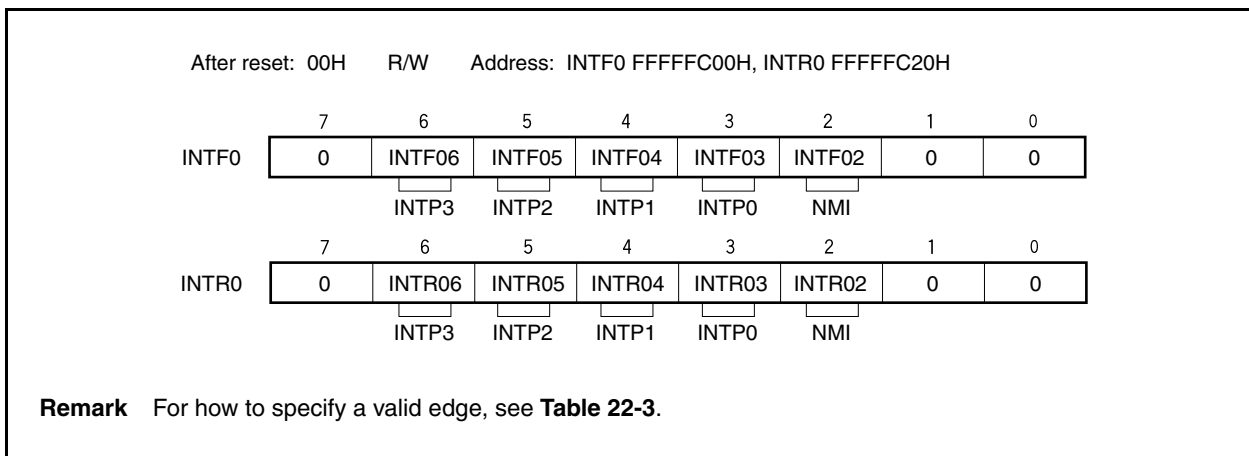 After reset: 00H R/W Address: INTF0 FFFFFC00H, INTR0 FFFFFC20H
7 6 5 4 3 2 1 0
INTF0 0 INTF06 INTF05 INTF04 INTF03 INTF02 0 0
INTP3 INTP2 INTP1 INTP0 NMI
7 6 5 4 3 2 1 0
INTR0 0 INTR06 INTR05 INTR04 INTR03 INTR02 0 0
INTP3 INTP2 INTP1 INTP0 NMI
Remark For how to specify a valid edge, see Table 22-3.